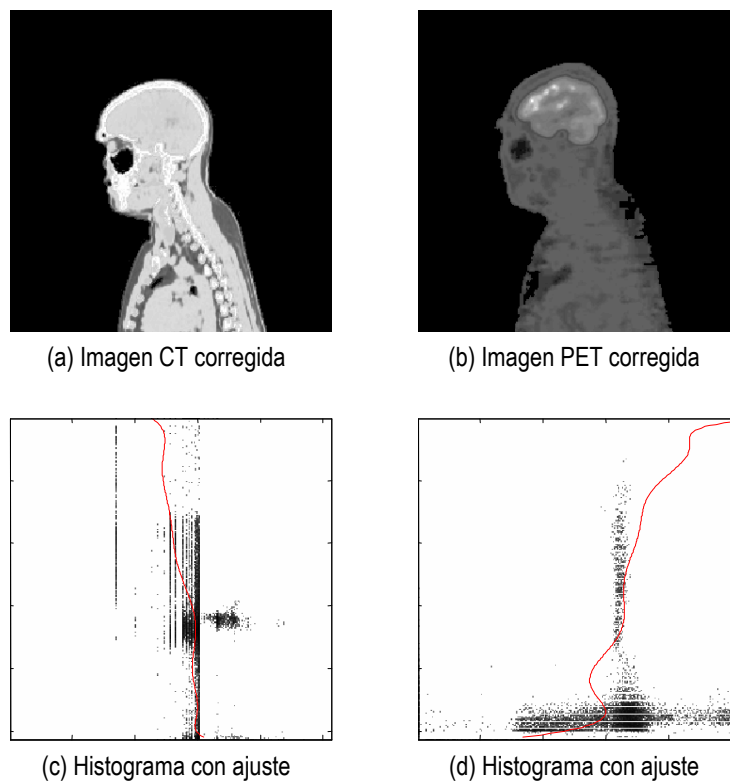 (a) Imagen CT corregida
(b) Imagen PET corregida
(c) Histograma con ajuste
(d) Histograma con ajuste